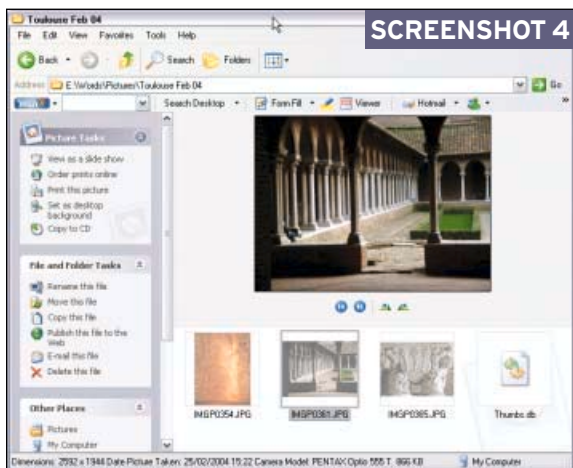 Toulouse Feb 04
SCREENSHOT 4
File Edit View Favorites Tools Help
Back Search Folders
Address E:\Words\Pictures\Toulouse Feb 04 Go
Search Desktop Form Fill Viewer Hotmail »
Picture Tasks
View as a slide show
Order prints online
Print this picture
Set as desktop
background
Copy to CD
File and Folder Tasks
Rename this file
Move this file
Copy this file
Publish this file to the
Web
E-mail this file
Delete this file
Other Places
Pictures
My Computer
IMGP0354.JPG IMGP0361.JPG IMGP0365.JPG Thumbs.db
Dimensions: 2592 x 1944 Date Picture Taken: 25/02/2004 15:22 Camera Model: PENTAX Optio 555 T 866 KB My Computer